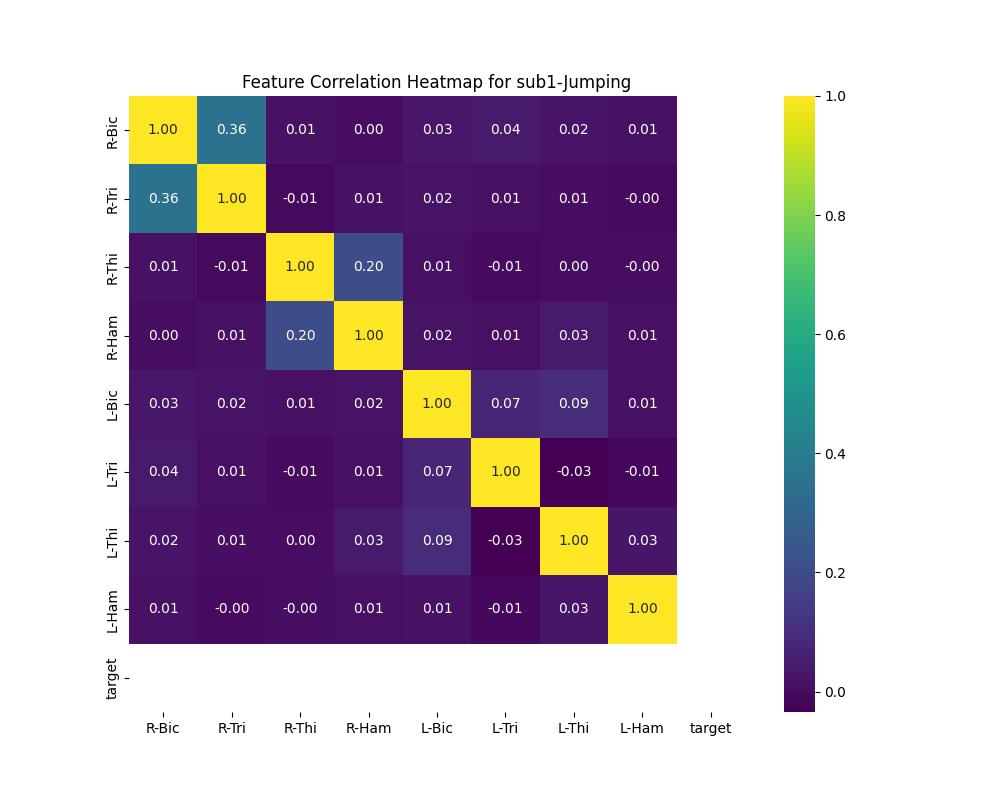 Feature Correlation Heatmap for sub1-Jumping
R-Bic 1.00 0.36 0.01 0.00 0.03 0.04 0.02 0.01
R-Tri 0.36 1.00 -0.01 0.01 0.02 0.01 0.01 -0.00
R-Thi 0.01 -0.01 1.00 0.20 0.01 -0.01 0.00 -0.00
R-Ham 0.00 0.01 0.20 1.00 0.02 0.01 0.03 0.01
L-Bic 0.03 0.02 0.01 0.02 1.00 0.07 0.09 0.01
L-Tri 0.04 0.01 -0.01 0.01 0.07 1.00 -0.03 -0.01
L-Thi 0.02 0.01 0.00 0.03 0.09 -0.03 1.00 0.03
L-Ham 0.01 -0.00 -0.00 0.01 0.01 -0.01 0.03 1.00
target
R-Bic R-Tri R-Thi R-Ham L-Bic L-Tri L-Thi L-Ham target
1.0
0.8
0.6
0.4
0.2
0.0